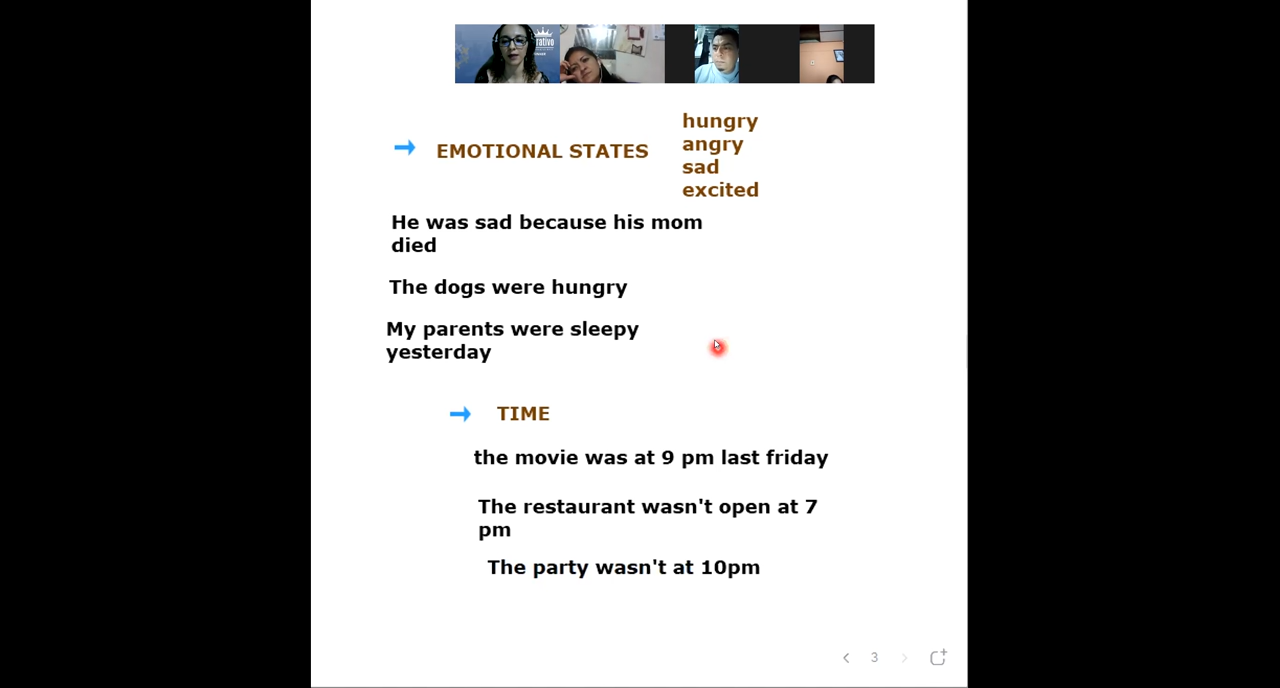 rativo
EMOTIONAL STATES
hungry
angry
sad
excited
He was sad because his mom
died
The dogs were hungry
My parents were sleepy
yesterday
TIME
the movie was at 9 pm last friday
The restaurant wasn't open at 7
pm
The party wasn't at 10pm
3